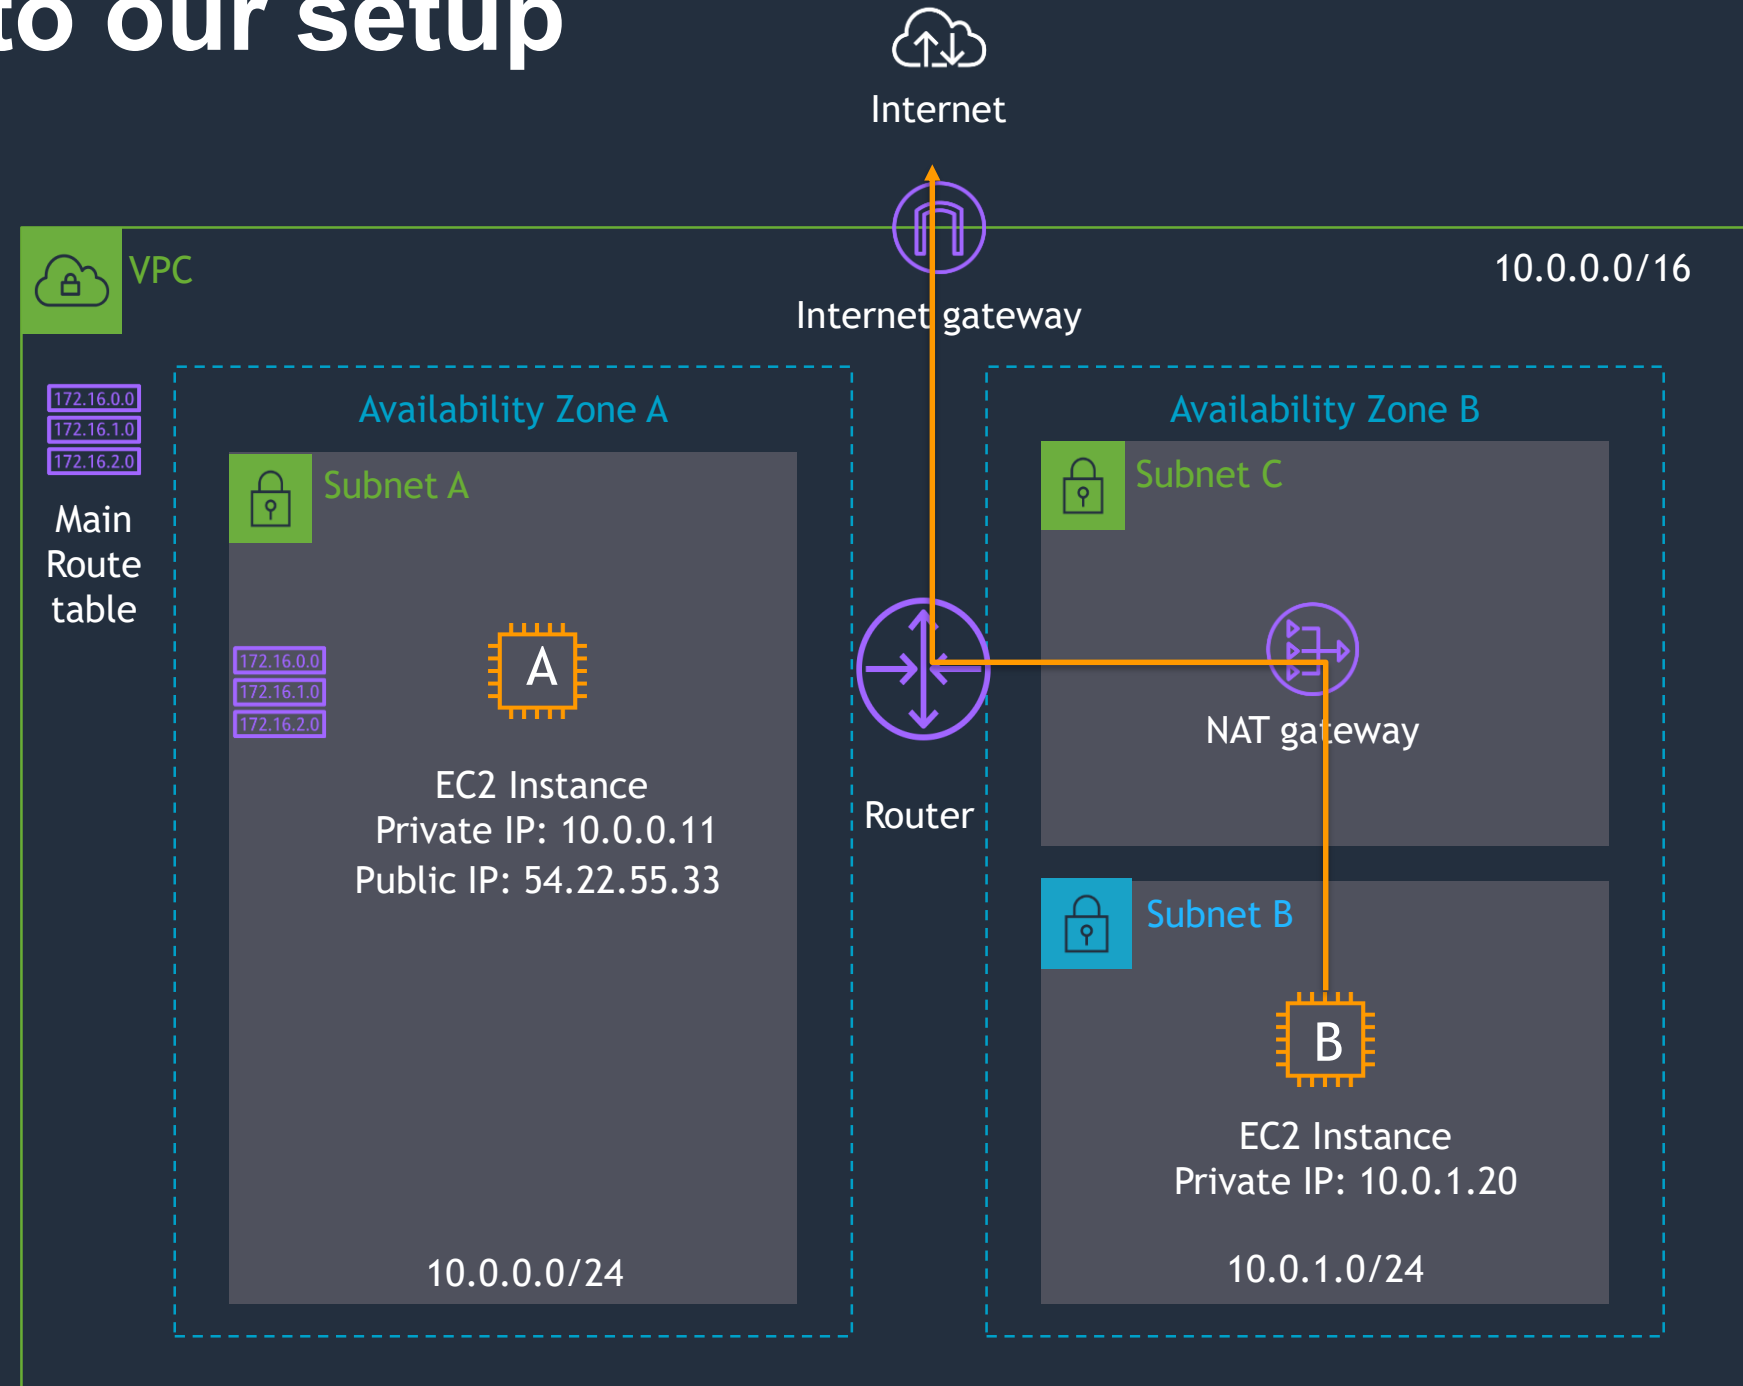 to our setup
Internet
VPC
10.0.0.0/16
Internet gateway
172.16.0.0
172.16.1.0
172.16.2.0
Main
Route
table
Availability Zone A
Subnet A
172.16.0.0
172.16.1.0
172.16.2.0
A
EC2 Instance
Private IP: 10.0.0.11
Public IP: 54.22.55.33
10.0.0.0/24
Router
Availability Zone B
Subnet C
NAT gateway
Subnet B
B
EC2 Instance
Private IP: 10.0.1.20
10.0.1.0/24